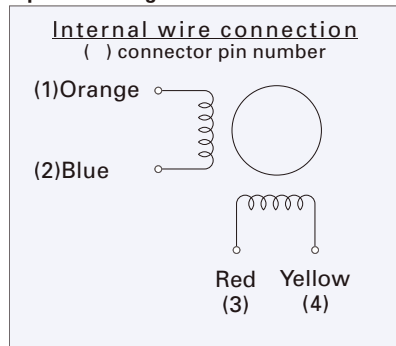 Internal wire connection
( ) connector pin number
(1)Orange
(2)Blue
Red Yellow
(3) (4)